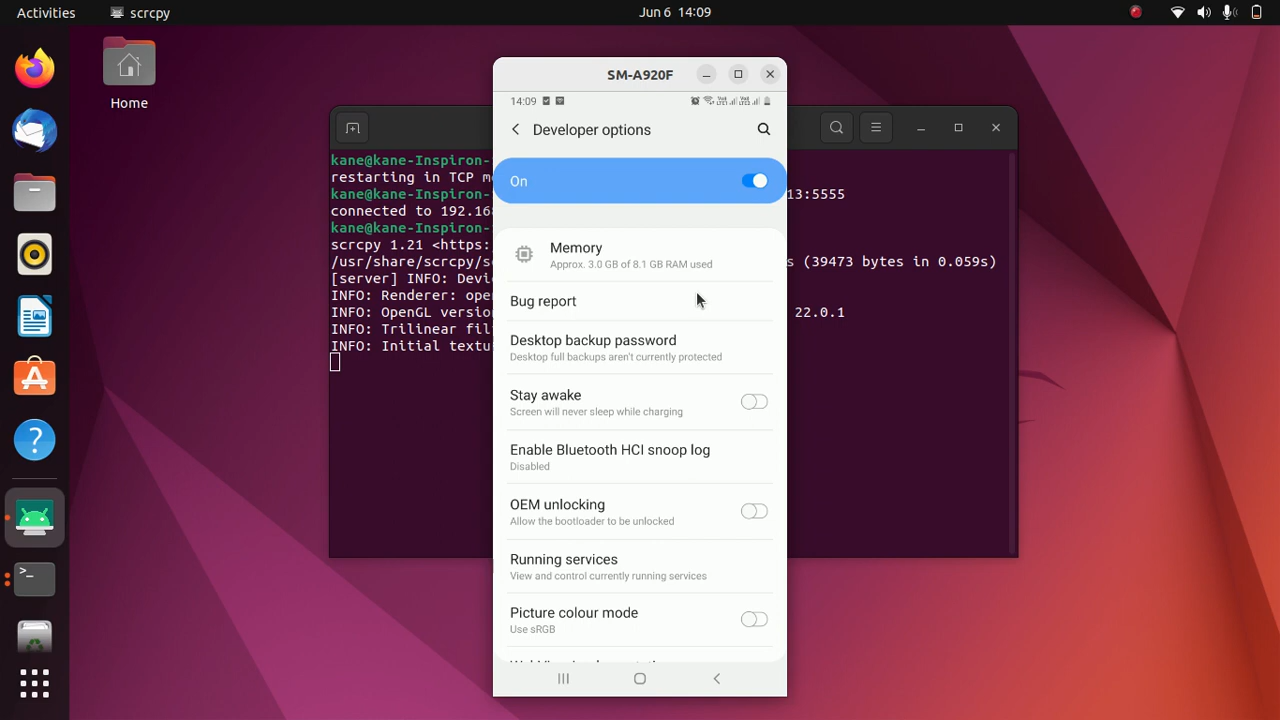 Activities scrcpy Jun 6 14:09
Home
SM-A920F
14:09
Developer options
On
Memory
Approx. 3.0 GB of 8.1 GB RAM used
Bug report
Desktop backup password
Desktop full backups aren't currently protected
Stay awake
Screen will never sleep while charging
Enable Bluetooth HCI snoop log
Disabled
OEM unlocking
Allow the bootloader to be unlocked
Running services
View and control currently running services
Picture colour mode
Use sRGB
kane@kane-Inspiron-
restarting in TCP m
kane@kane-Inspiron- 13:5555
connected to 192.168
kane@kane-Inspiron-
scrcpy 1.21 <https:
/usr/share/scrcpy/sc s (39473 bytes in 0.059s)
[server] INFO: Devi
INFO: Renderer: open
INFO: OpenGL version 22.0.1
INFO: Trilinear fil
INFO: Initial textu